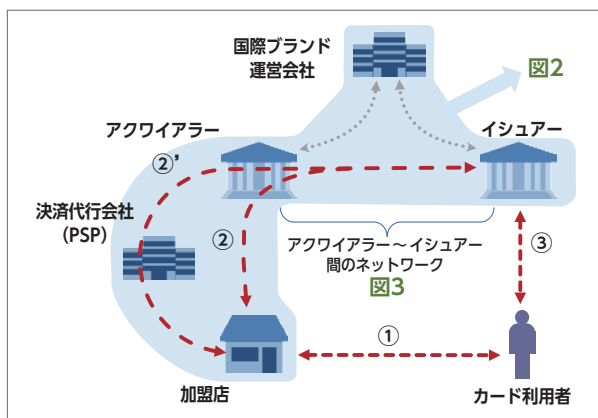 国際ブランド
運営会社
図2
アクワイアラー
イシュアー
②’
決済代行会社
(PSP)
②
アクワイアラー～イシュアー
間のネットワーク
図3
③
①
加盟店
カード利用者